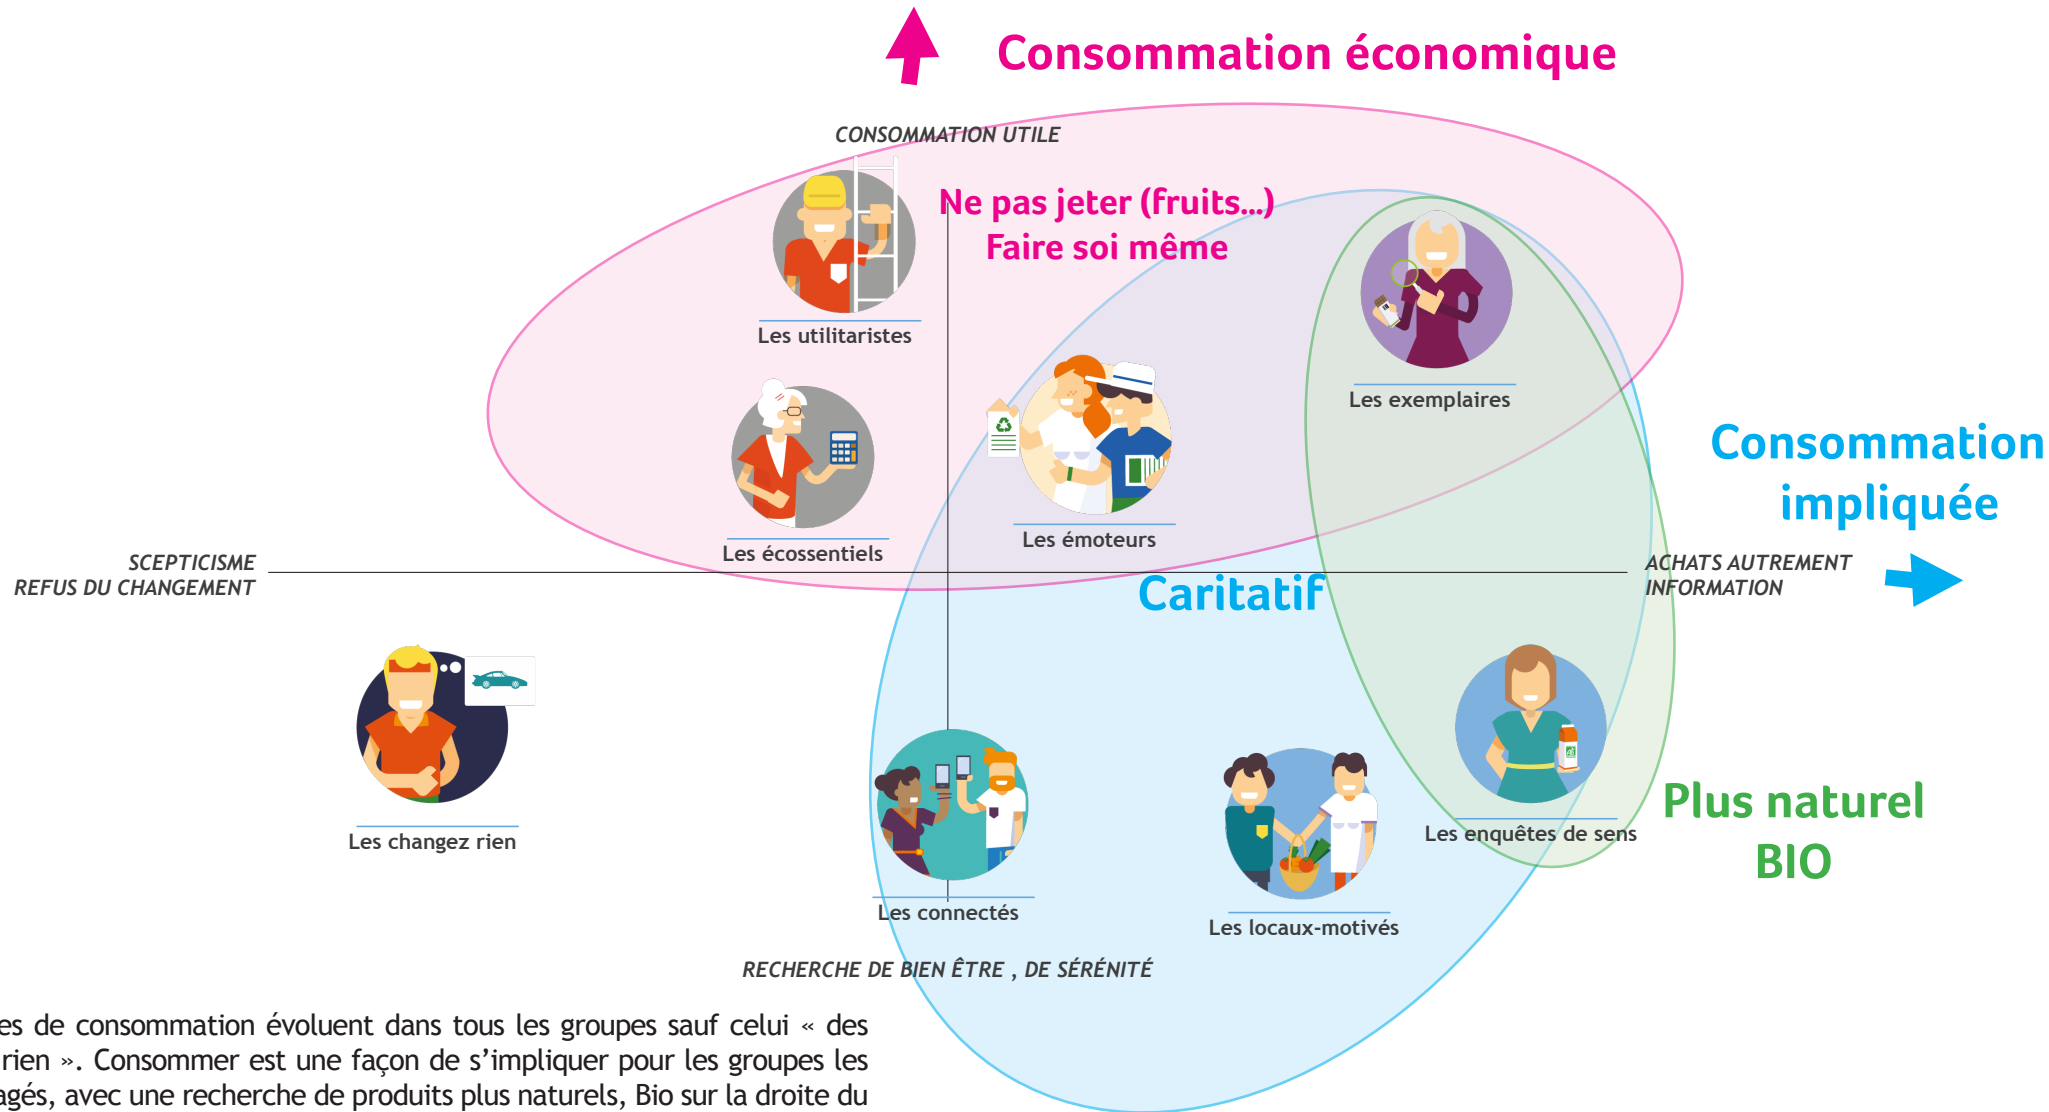 Consommation économique
CONSOMMATION UTILE
Ne pas jeter (fruits...)
Faire soi même
Les utilitaristes
Les exemplaires
Consommation
impliquée
Les écossentiels
Les émoteurs
SCEPTICISME
REFUS DU CHANGEMENT
ACHATS AUTREMENT
INFORMATION
Caritatif
Les changez rien
Les enquêtes de sens
Plus naturel
BIO
Les connectés
Les locaux-motivés
RECHERCHE DE BIEN ÊTRE , DE SÉRÉNITÉ
es de consommation évoluent dans tous les groupes sauf celui « des
rien ». Consommer est une façon de s’impliquer pour les groupes les
agés, avec une recherche de produits plus naturels, Bio sur la droite du